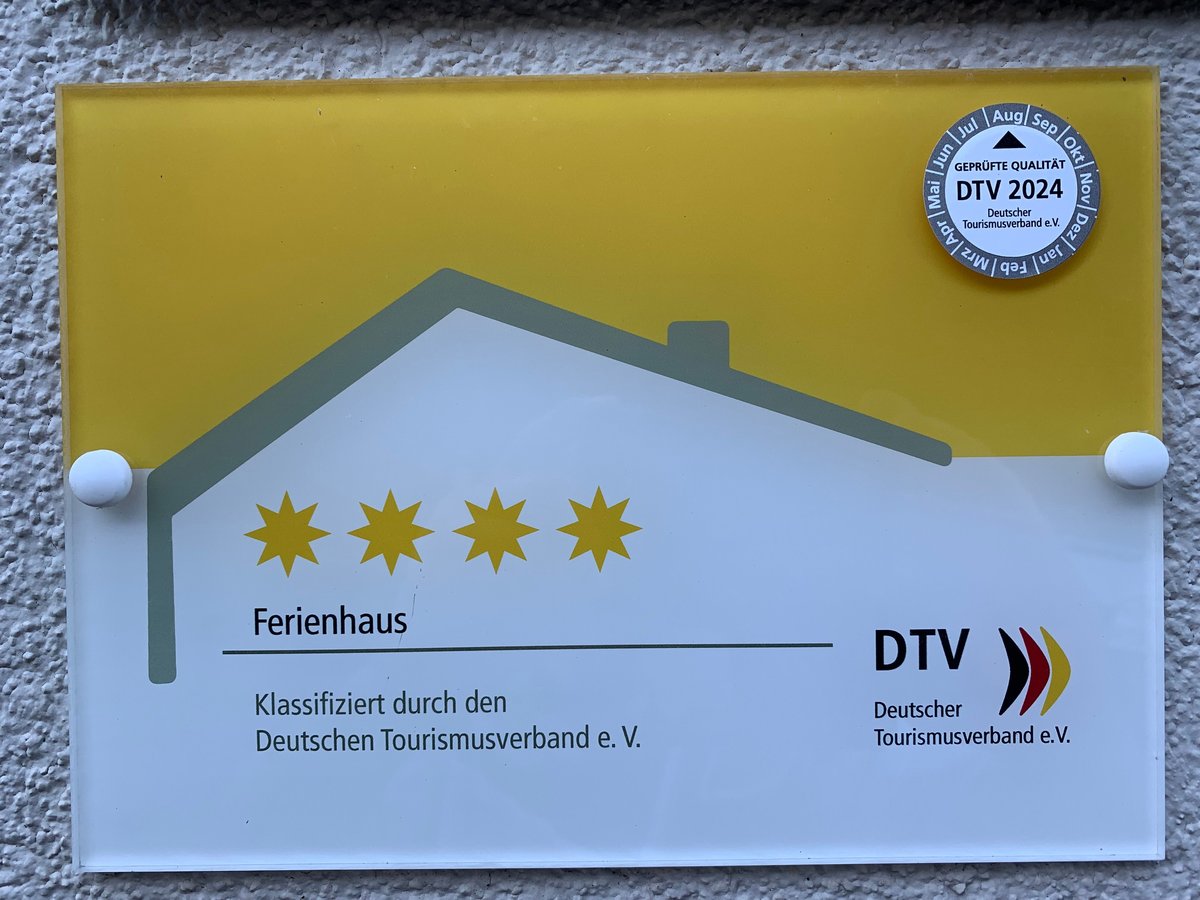 Jan Feb Mrz Apr Mai Jun Jul Aug Sep Okt Nov Dez
GEPRÜFTE QUALITÄT
DTV 2024
Deutscher
Tourismusverband e.V.
Ferienhaus
Klassifiziert durch den
Deutschen Tourismusverband e. V.
DTV
Deutscher
Tourismusverband e.V.